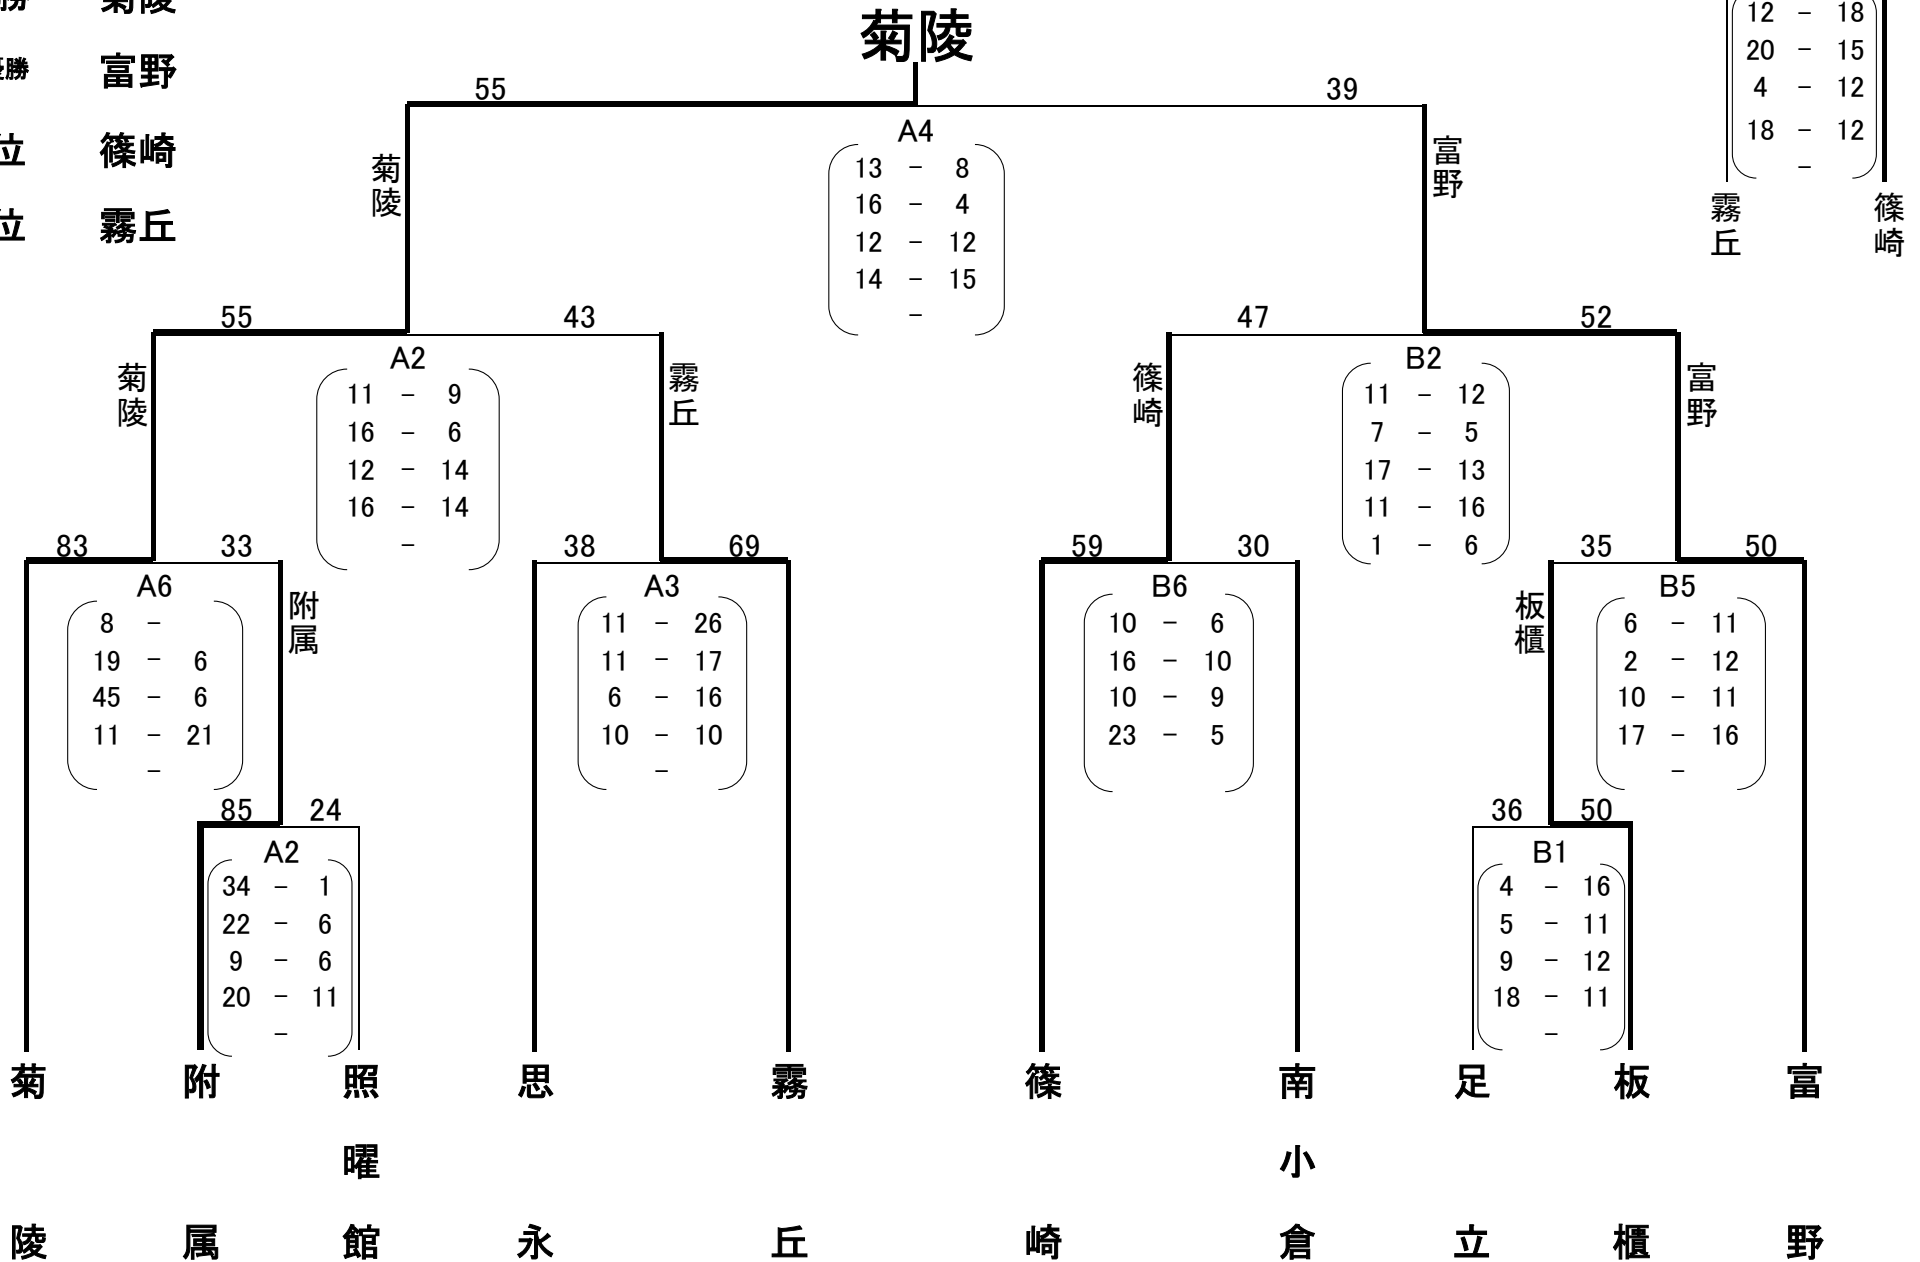 菊陵
富野
位 篠崎
位 霧丘
菊陵
55 39
A4
13 - 8
16 - 4
12 - 12
14 - 15
-
菊陵
富野
12 - 18
20 - 15
4 - 12
18 - 12
-
霧丘 篠崎
55 43
A2
11 - 9
16 - 6
12 - 14
16 - 14
-
菊陵
霧丘
47 52
B2
11 - 12
7 - 5
17 - 13
11 - 16
1 - 6
篠崎
富野
83 33
A6
8 -
19 - 6
45 - 6
11 - 21
-
附属
38 69
A3
11 - 26
11 - 17
6 - 16
10 - 10
-
59 30
B6
10 - 6
16 - 10
10 - 9
23 - 5
35 50
B5
6 - 11
2 - 12
10 - 11
17 - 16
-
板櫃
85 24
A2
34 - 1
22 - 6
9 - 6
20 - 11
-
36 50
B1
4 - 16
5 - 11
9 - 12
18 - 11
-
菊陵
附属
照曜館
思永
霧丘
篠崎
南小倉
足立
板櫃
富野